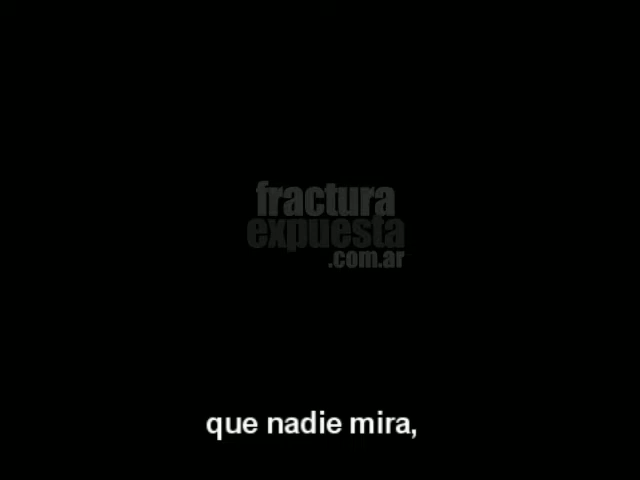 fractura
expuesta
.com.ar
que nadie mira,